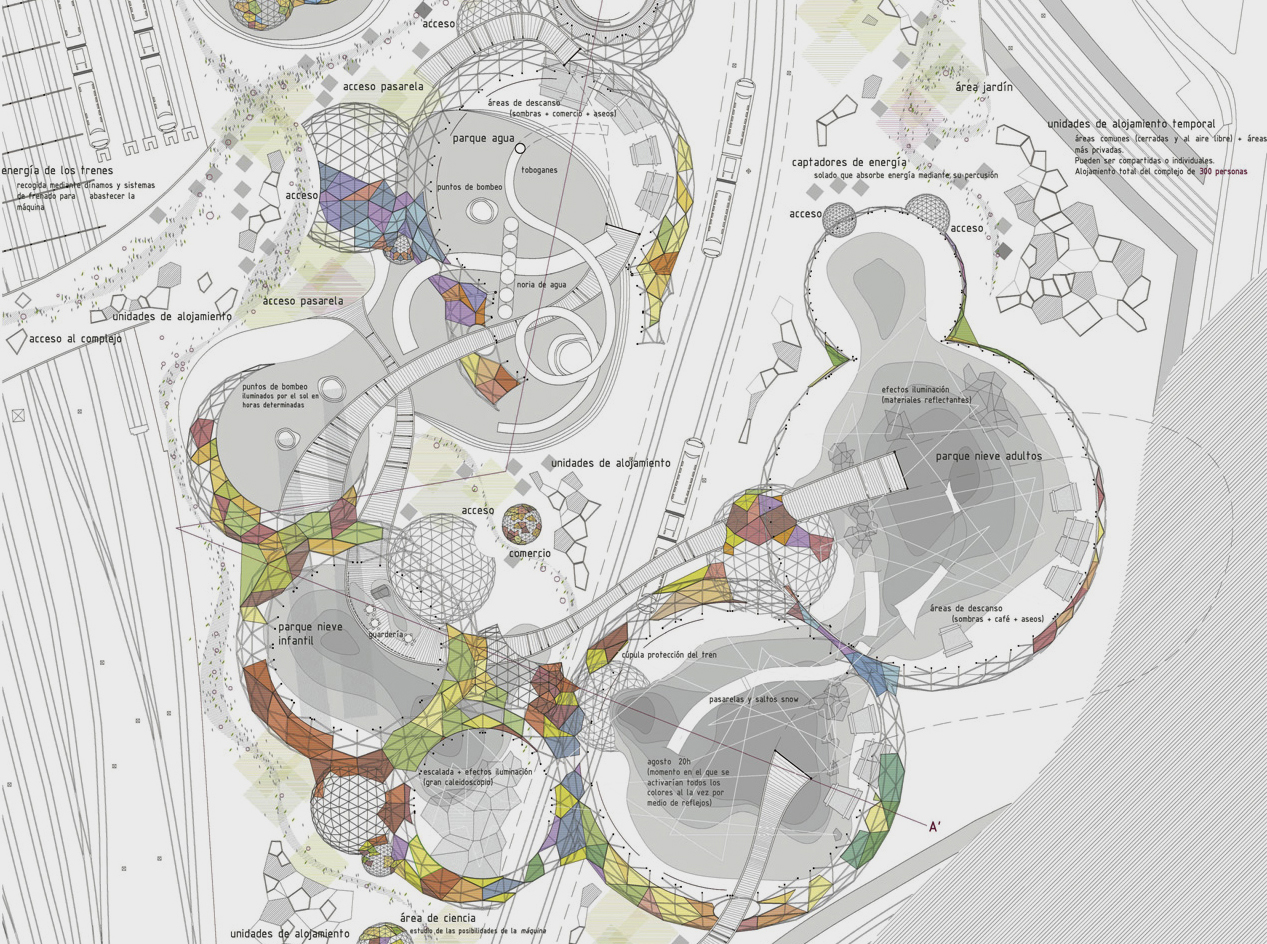 acceso
acceso pasarela
áreas de descanso
(sombras + comercio + aseos)
parque agua
toboganes
puntos de bombeo
acceso
noria de agua
energía de los trenes
recogida mediante dinamos y sistemas
de frenado para abastecer la
máquina
acceso pasarela
unidades de alojamiento
acceso al complejo
área jardín
unidades de alojamiento temporal
áreas comunes (cerradas y al aire libre) + áreas
más privadas.
Pueden ser compartidas o individuales.
Alojamiento total del complejo de 300 personas
captadores de energía
solado que absorbe energía mediante su percusión
acceso
acceso
puntos de bombeo
iluminados por el sol en
horas determinadas
efectos iluminación
(materiales reflectantes)
parque nieve adultos
unidades de alojamiento
acceso
comercio
áreas de descanso
(sombras + café + aseos)
parque nieve
infantil
guardería
cúpula protección del tren
pasarelas y saltos snow
agosto 20h
(momento en el que se
activarían todos los
colores al la vez por
medio de reflejos)
escalada + efectos iluminación
(gran caleidoscopio)
A'
área de ciencia
estudio de las posibilidades de la máquina
unidades de alojamiento